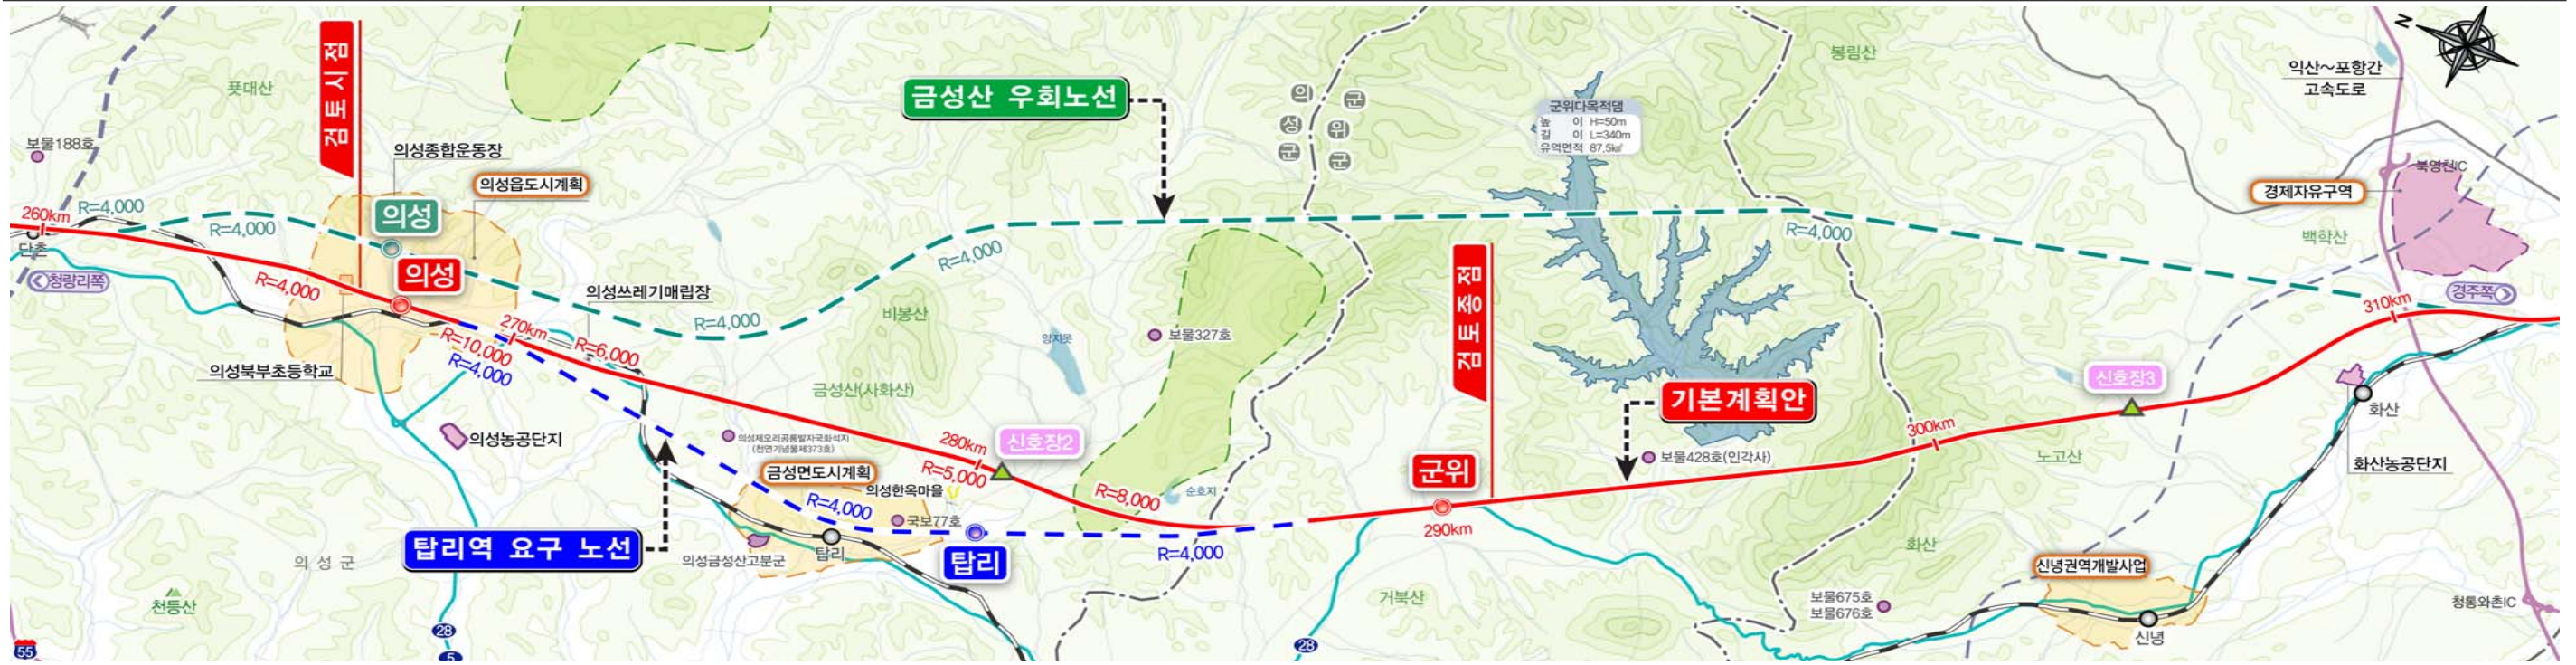 검토시점
풋대산
보물188호
의성종합운동장
의성읍도시계획
금성산 우회노선
의성군
군위군
군위다목적댐
높 이 H=50m
길 이 L=340m
유역면적 87.5㎢
봉림산
익산~포항간
고속도로
N
북영천IC
경제자유구역
백학산
260km
R=4,000
단촌
청량리쪽
R=4,000
의성
의성
R=4,000
의성쓰레기매립장
R=4,000
R=4,000
비봉산
양지못
보물327호
R=4,000
검토종점
경주쪽
310km
의성북부초등학교
270km
R=10,000
R=4,000
R=6,000
금성산(사화산)
기본계획안
신호장3
화산
의성농공단지
의성제오리공룡발자국화석지
(천연기념물제373호)
280km
신호장2
R=5,000
금성면도시계획
의성한옥마을
R=8,000
순호지
군위
290km
보물428호(인각사)
300km
노고산
화산농공단지
탑리역 요구 노선
R=4,000
국보77호
탑리
의성금성산고분군
탑리
R=4,000
의성군
천등산
거북산
화산
신녕권역개발사업
보물675호
보물676호
신녕
청통와촌IC
55
28
5
28